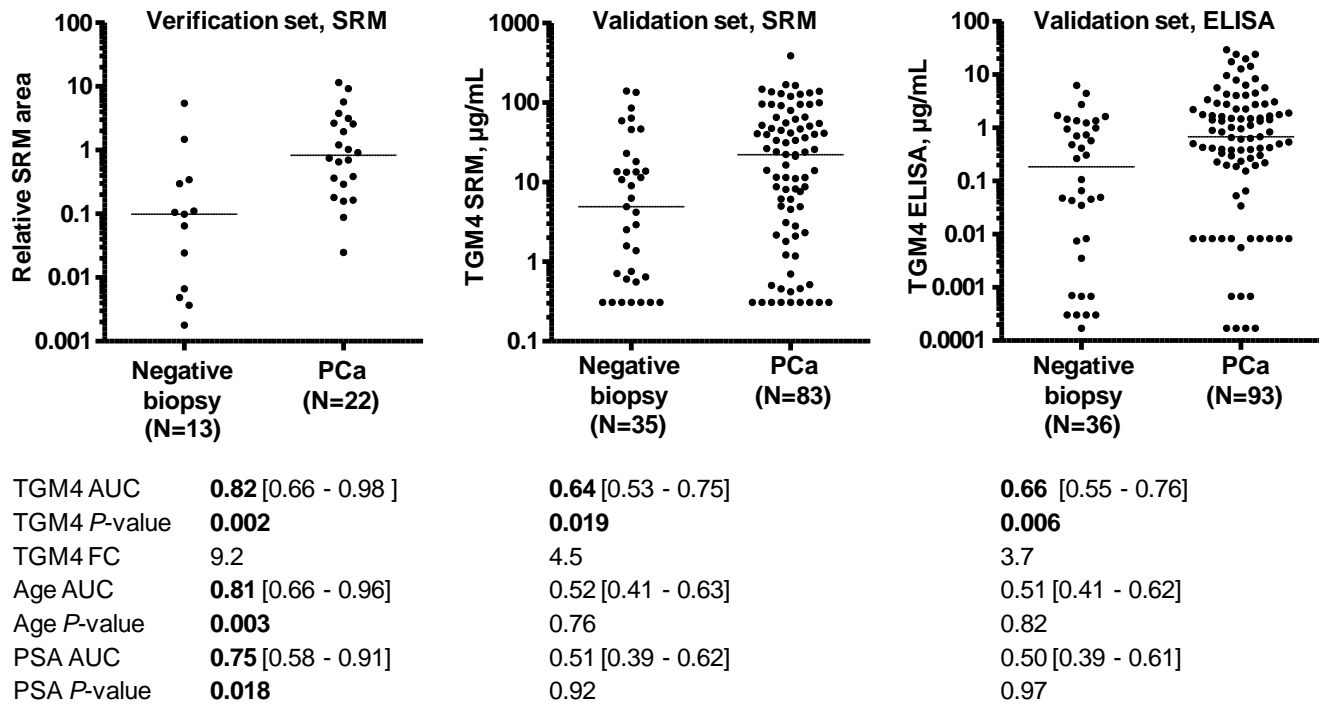 Verification set, SRM
Relative SRM area
100
10
1
0.1
0.01
0.001
Negative
biopsy
(N=13)
PCa
(N=22)
Validation set, SRM
TGM4 SRM, µg/mL
1000
100
10
1
0.1
Negative
biopsy
(N=35)
PCa
(N=83)
Validation set, ELISA
TGM4 ELISA, µg/mL
100
10
1
0.1
0.01
0.001
0.0001
Negative
biopsy
(N=36)
PCa
(N=93)
TGM4 AUC 0.82 [0.66 - 0.98 ] 0.64 [0.53 - 0.75] 0.66 [0.55 - 0.76]
TGM4 P-value 0.002 0.019 0.006
TGM4 FC 9.2 4.5 3.7
Age AUC 0.81 [0.66 - 0.96] 0.52 [0.41 - 0.63] 0.51 [0.41 - 0.62]
Age P-value 0.003 0.76 0.82
PSA AUC 0.75 [0.58 - 0.91] 0.51 [0.39 - 0.62] 0.50 [0.39 - 0.61]
PSA P-value 0.018 0.92 0.97